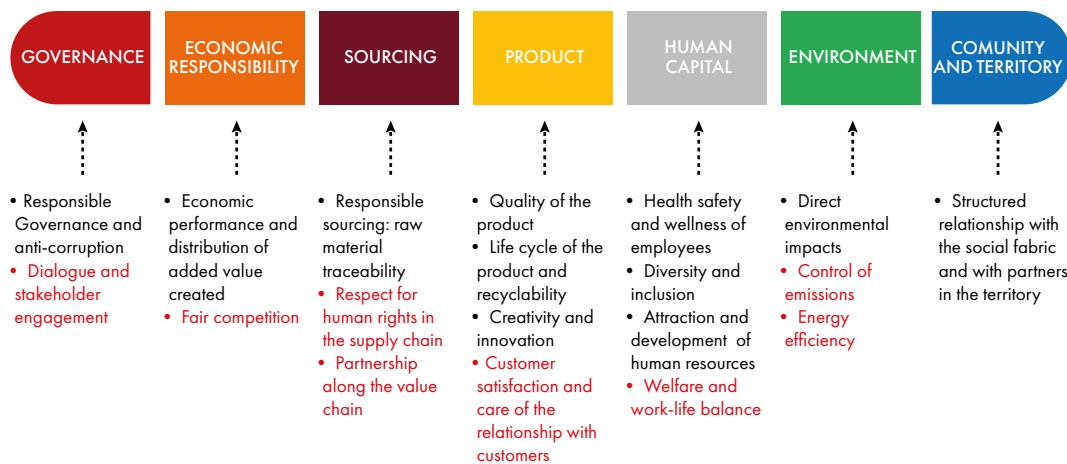 GOVERNANCE
ECONOMIC
RESPONSIBILITY
SOURCING
PRODUCT
HUMAN
CAPITAL
ENVIRONMENT
COMUNITY
AND TERRITORY
• Responsible
Governance and
anti-corruption
• Dialogue and
stakeholder
engagement
• Economic
performance and
distribution of
added value
created
• Fair competition
• Responsible
sourcing: raw
material
traceability
• Respect for
human rights in
the supply chain
• Partnership
along the value
chain
• Quality of the
product
• Life cycle of the
product and
recyclability
• Creativity and
innovation
• Customer
satisfaction and
care of the
relationship with
customers
• Health safety
and wellness of
employees
• Diversity and
inclusion
• Attraction and
development of
human resources
• Welfare and
work-life balance
• Direct
environmental
impacts
• Control of
emissions
• Energy
efficiency
• Structured
relationship with
the social fabric
and with partners
in the territory